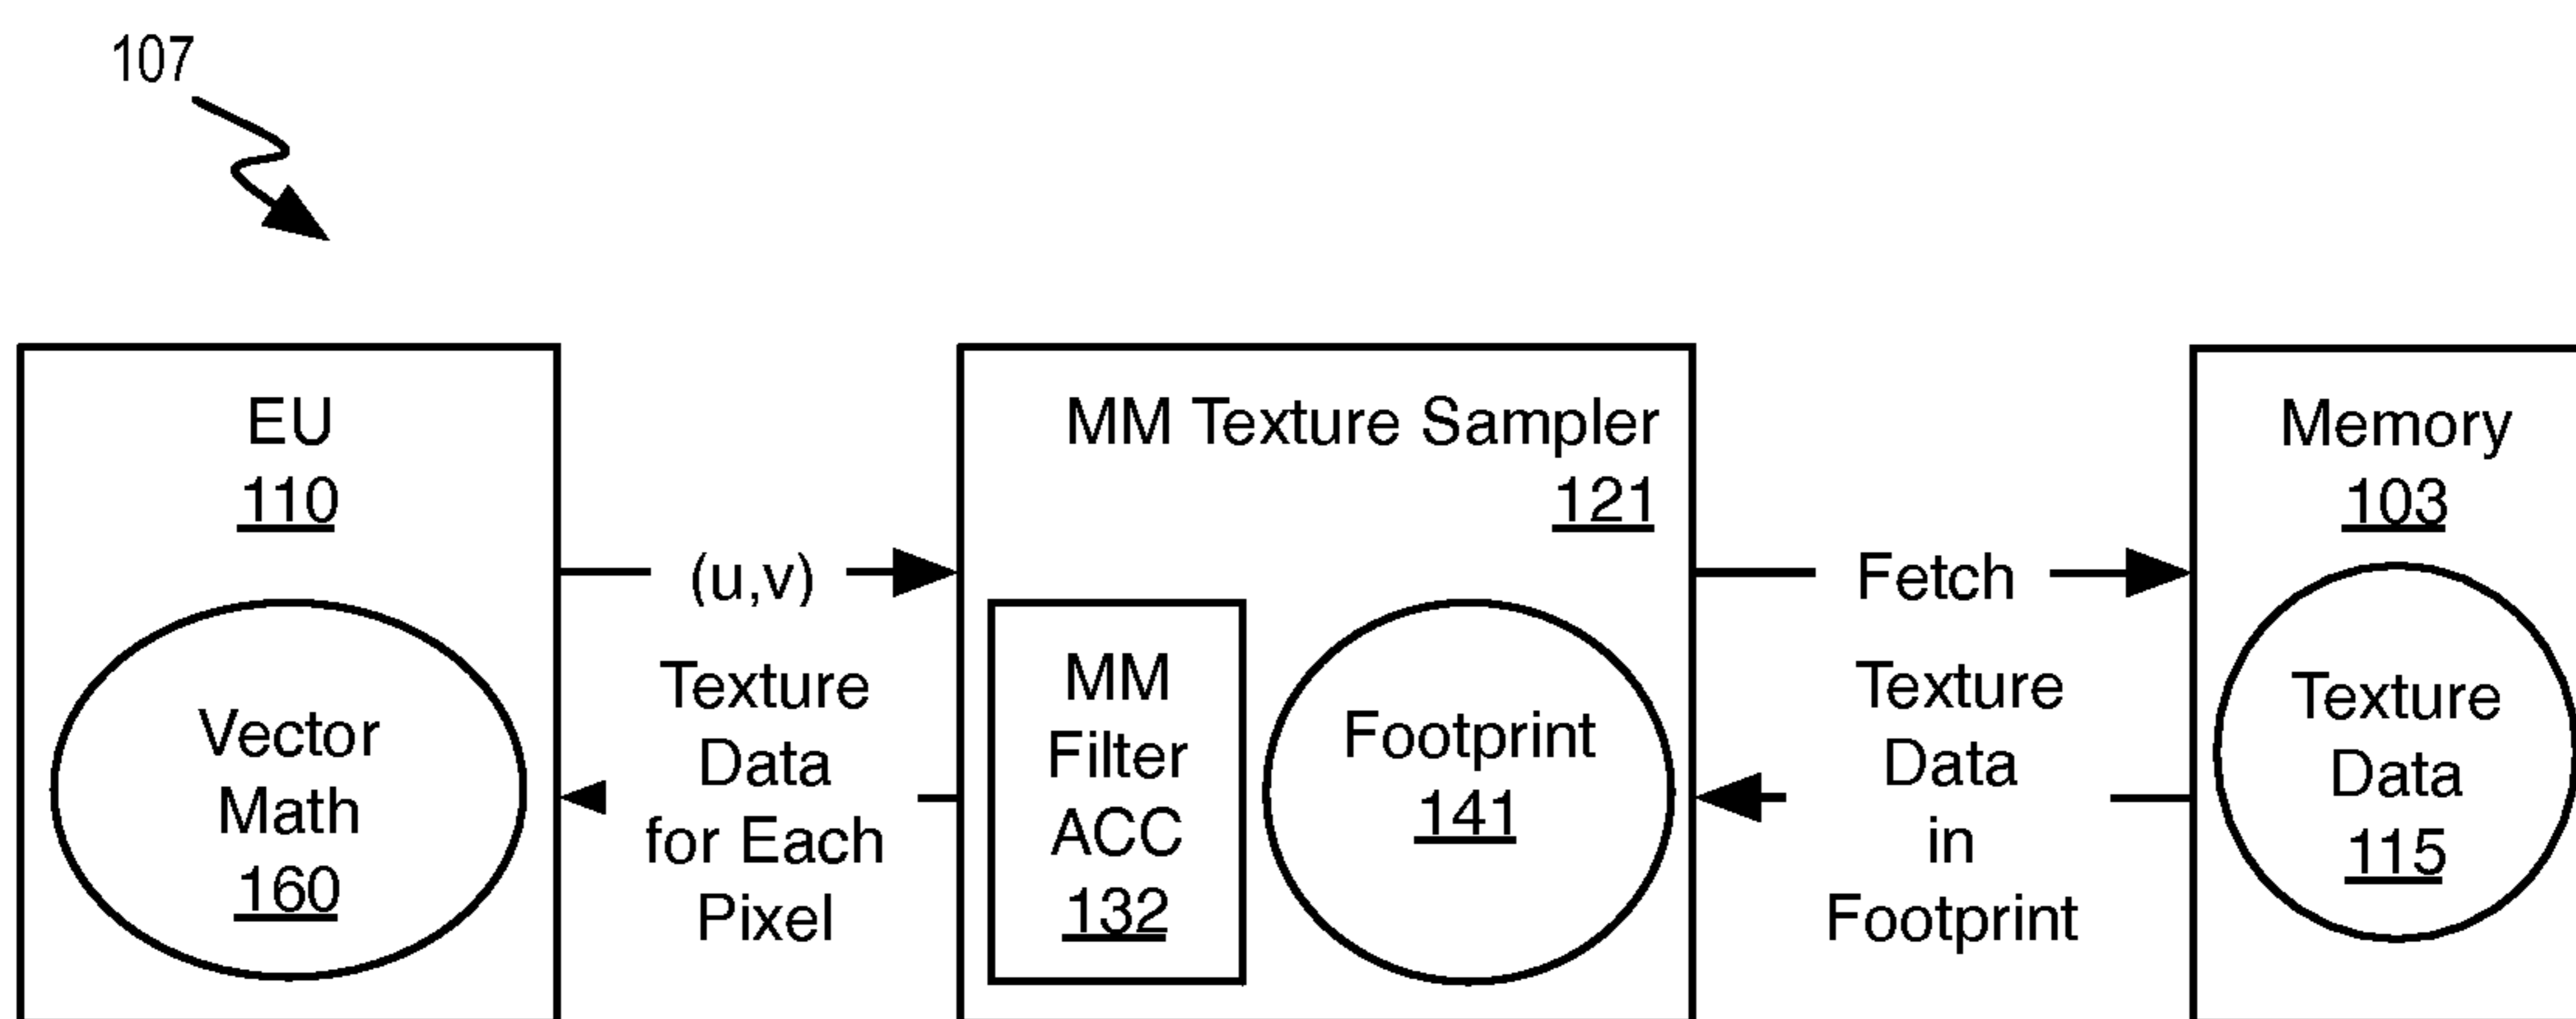 107
EU
110
Vector
Math
160
(u,v)
Texture
Data
for Each
Pixel
MM Texture Sampler
121
MM
Filter
ACC
132
Footprint
141
Fetch
Texture
Data
in
Footprint
Memory
103
Texture
Data
115